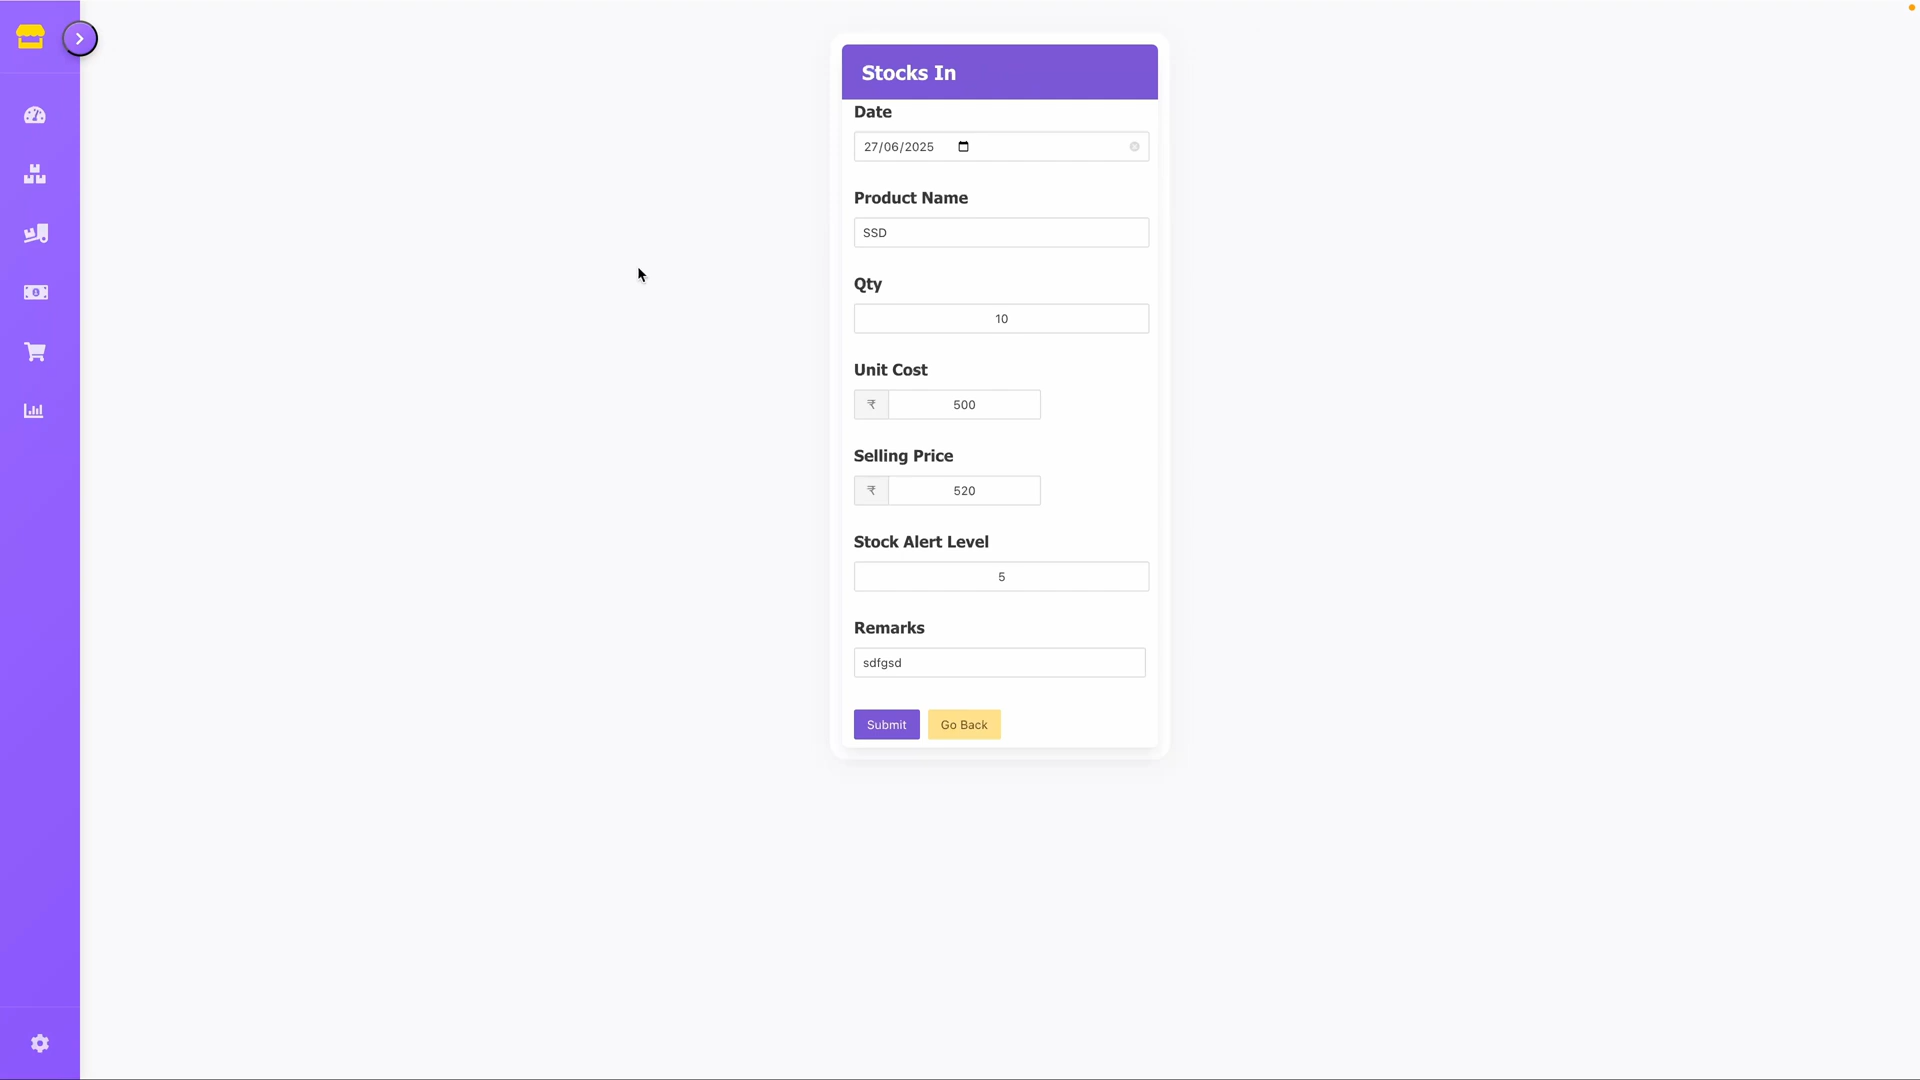 Stocks In
Date
27/06/2025
Product Name
SSD
Qty
10
Unit Cost
₹ 500
Selling Price
₹ 520
Stock Alert Level
5
Remarks
sdfgsd
Submit Go Back